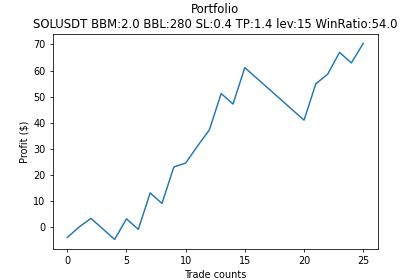 Portfolio
SOLUSDT BBM:2.0 BBL:280 SL:0.4 TP:1.4 lev:15 WinRatio:54.0
70
60
50
40
30
20
10
0
Profit ($)
0 5 10 15 20 25
Trade counts